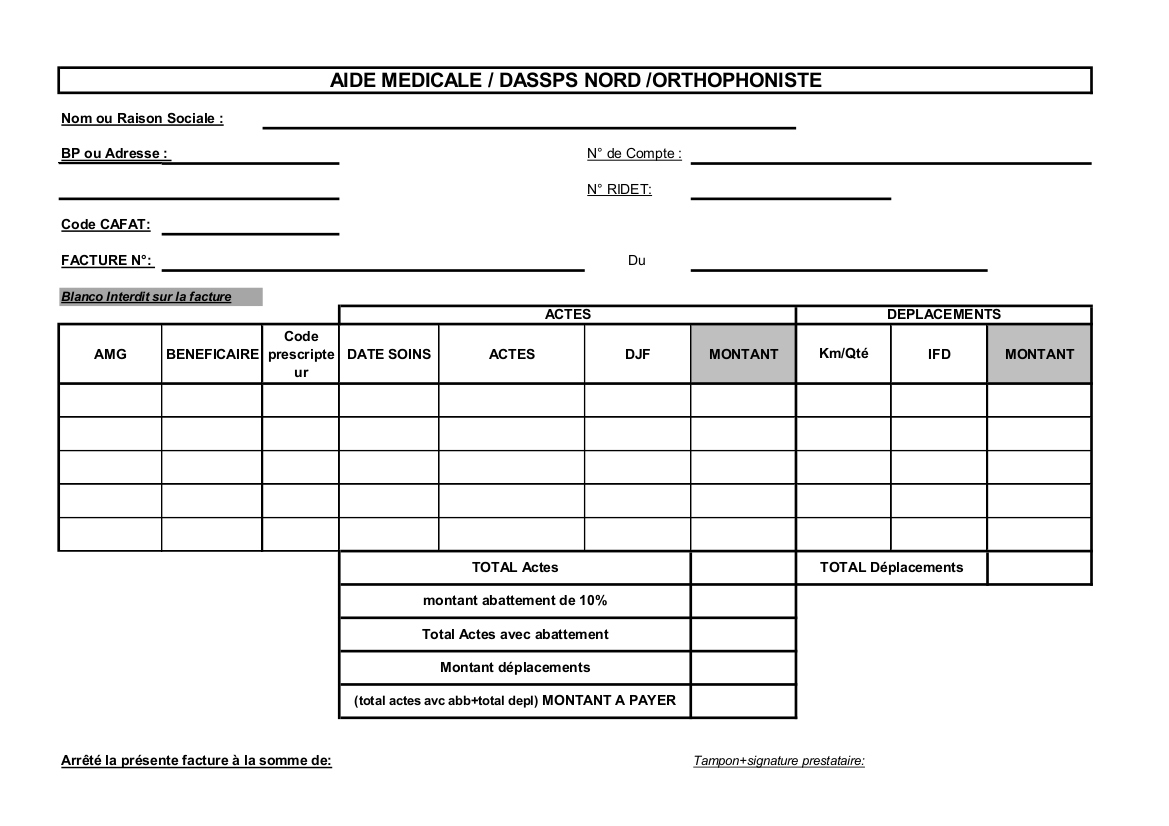 AIDE MEDICALE / DASSPS NORD /ORTHOPHONISTE
Nom ou Raison Sociale :
BP ou Adresse :
N° de Compte :
N° RIDET:
Code CAFAT:
FACTURE N°:
Du
Blanco Interdit sur la facture
ACTES
DEPLACEMENTS
AMG
BENEFICAIRE
Code
prescripte
ur
DATE SOINS
ACTES
DJF
MONTANT
Km/Qté
IFD
MONTANT
TOTAL Actes
TOTAL Déplacements
montant abattement de 10%
Total Actes avec abattement
Montant déplacements
(total actes avc abb+total depl) MONTANT A PAYER
Arrêté la présente facture à la somme de:
Tampon+signature prestataire: